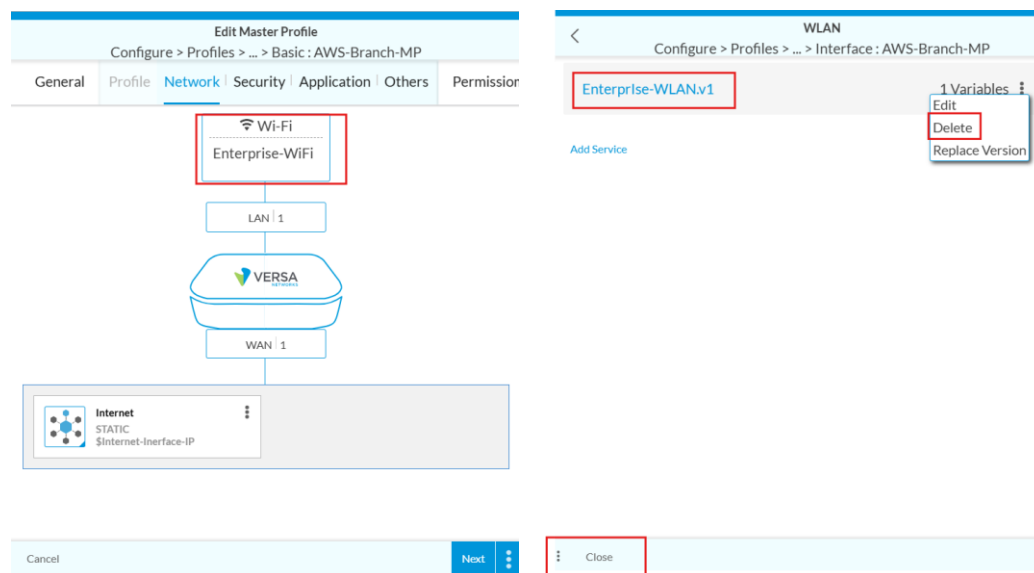 Edit Master Profile
Configure > Profiles > ... > Basic : AWS-Branch-MP
General Profile Network Security Application Others Permission
Wi-Fi
Enterprise-WiFi
LAN 1
VERSA
NETWORKS
WAN 1
Internet
STATIC
$Internet-Inerface-IP
Cancel
Next
WLAN
Configure > Profiles > ... > Interface : AWS-Branch-MP
EnterprIse-WLAN.v1
1 Variables
Edit
Delete
Replace Version
Add Service
Close